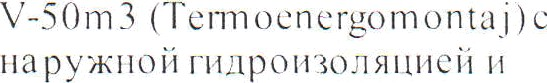 V-50m3 (Termoenergomontaj) с
наружной гидроизоляцией и